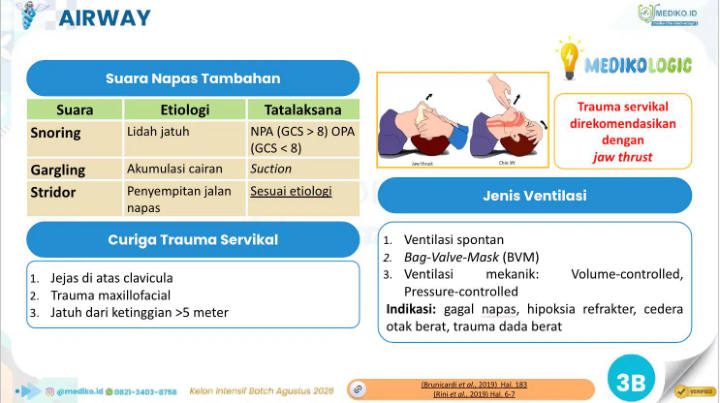 AIRWAY
MEDIKO.ID
Suara Napas Tambahan
Suara Etiologi Tatalaksana
Snoring Lidah jatuh NPA (GCS > 8) OPA
(GCS < 8)
Gargling Akumulasi cairan Suction
Stridor Penyempitan jalan Sesuai etiologi
napas
Curiga Trauma Servikal
1. Jejas di atas clavicula
2. Trauma maxillofacial
3. Jatuh dari ketinggian >5 meter
MEDIKOLOGIC
Jaw thrust Chin lift
Trauma servikal
direkomendasikan
dengan
jaw thrust
Jenis Ventilasi
1. Ventilasi spontan
2. Bag-Valve-Mask (BVM)
3. Ventilasi mekanik: Volume-controlled,
Pressure-controlled
Indikasi: gagal napas, hipoksia refrakter, cedera
otak berat, trauma dada berat
@mediko.id 0821-3403-8758 Kelon Intensif Batch Agustus 2026
(Brunicardi et al., 2019) Hal. 183
(Rini et al., 2019) Hal. 6-7
3B
VERIFIED